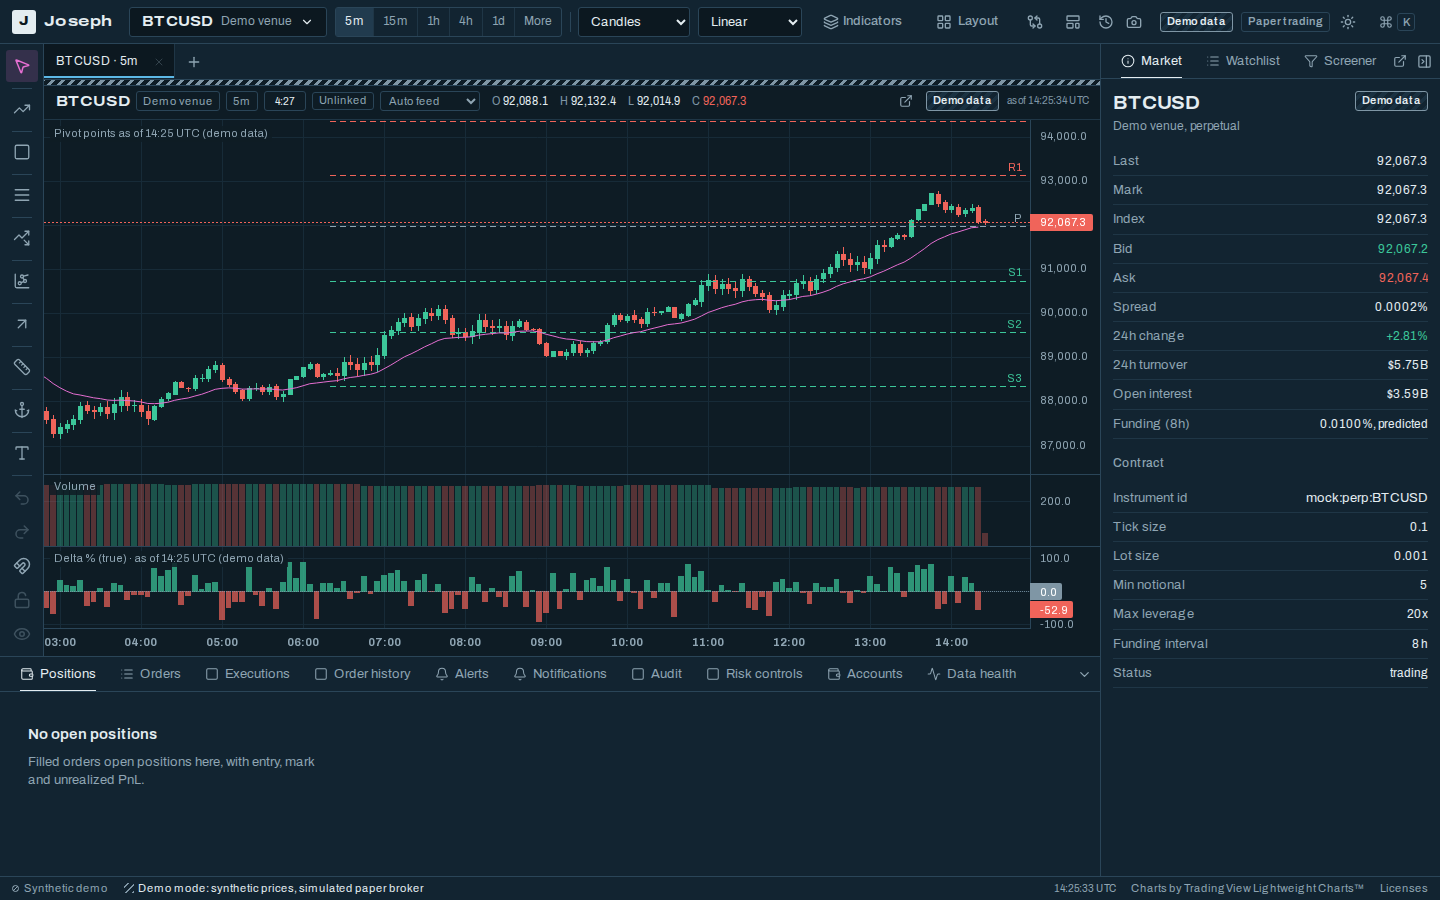 J Joseph BTCUSD Demo venue 5m 15m 1h 4h 1d More Candles Linear Indicators Layout Demo data Paper trading ⌘ K
BTCUSD · 5m
Market Watchlist Screener
BTCUSD Demo venue 5m 4:27 Unlinked Auto feed O 92,088.1 H 92,132.4 L 92,014.9 C 92,067.3 Demo data as of 14:25:34 UTC
Pivot points as of 14:25 UTC (demo data)
R1
P
S1
S2
S3
94,000.0
93,000.0
92,067.3
91,000.0
90,000.0
89,000.0
88,000.0
87,000.0
Volume
200.0
Delta % (true) · as of 14:25 UTC (demo data)
100.0
0.0
-52.9
-100.0
03:00 04:00 05:00 06:00 07:00 08:00 09:00 10:00 11:00 12:00 13:00 14:00
BTCUSD Demo data
Demo venue, perpetual
Last 92,067.3
Mark 92,067.3
Index 92,067.3
Bid 92,067.2
Ask 92,067.4
Spread 0.0002%
24h change +2.81%
24h turnover $5.75B
Open interest $3.59B
Funding (8h) 0.0100%, predicted
Contract
Instrument id mock:perp:BTCUSD
Tick size 0.1
Lot size 0.001
Min notional 5
Max leverage 20x
Funding interval 8h
Status trading
Positions Orders Executions Order history Alerts Notifications Audit Risk controls Accounts Data health
No open positions
Filled orders open positions here, with entry, mark
and unrealized PnL.
Synthetic demo Demo mode: synthetic prices, simulated paper broker 14:25:33 UTC Charts by TradingView Lightweight Charts™ Licenses